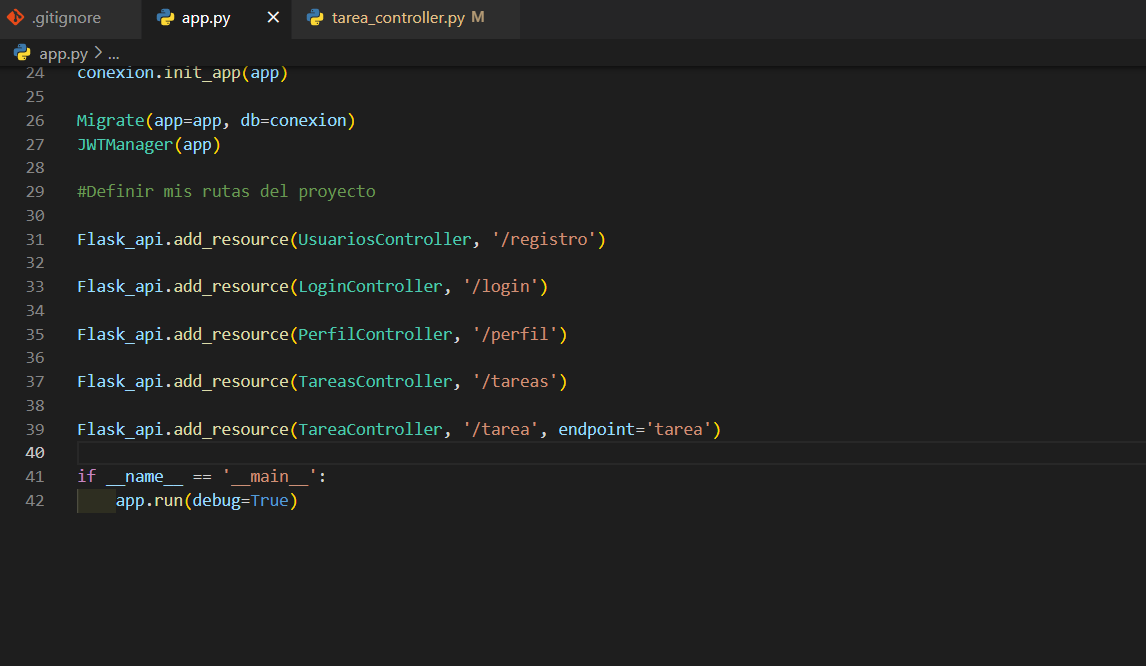 .gitignore
app.py
tarea_controller.py M
app.py > ...
24 conexion.init_app(app)
25
26 Migrate(app=app, db=conexion)
27 JWTManager(app)
28
29 #Definir mis rutas del proyecto
30
31 Flask_api.add_resource(UsuariosController, '/registro')
32
33 Flask_api.add_resource(LoginController, '/login')
34
35 Flask_api.add_resource(PerfilController, '/perfil')
36
37 Flask_api.add_resource(TareasController, '/tareas')
38
39 Flask_api.add_resource(TareaController, '/tarea', endpoint='tarea')
40
41 if __name__ == '__main__':
42 app.run(debug=True)